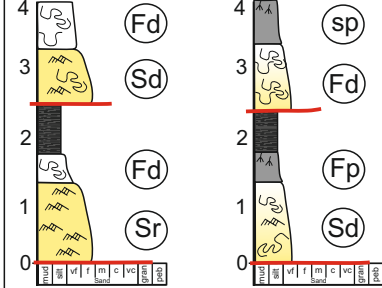 4
Fd
3
Sd
2
Fd
1
Sr
0
mud silt vf f m c vc gran peb
Sand
4
sp
3
Fd
2
Fp
1
Sd
0
mud silt vf f m c vc gran peb
Sand